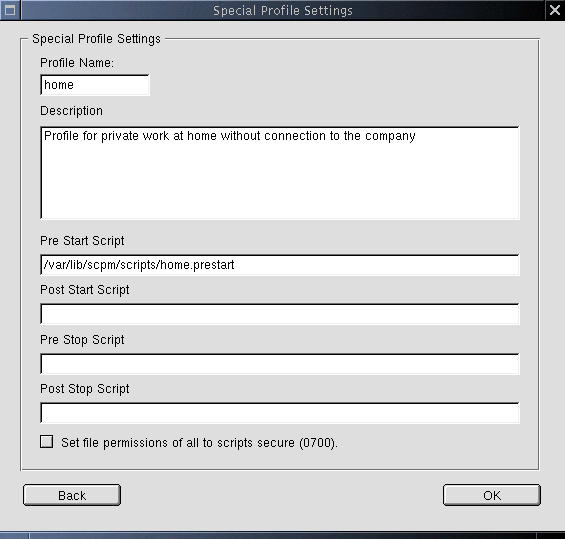 Special Profile Settings
Special Profile Settings
Profile Name:
home
Description
Profile for private work at home without connection to the company
Pre Start Script
/var/lib/scpm/scripts/home.prestart
Post Start Script
Pre Stop Script
Post Stop Script
Set file permissions of all to scripts secure (0700).
Back
OK